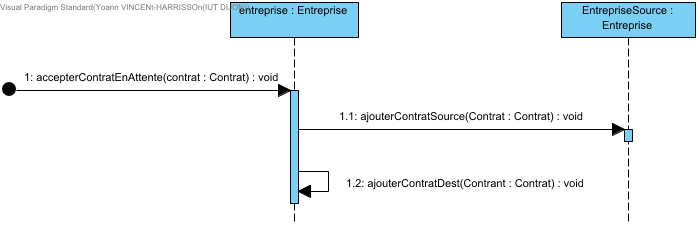 Visual Paradigm Standard(Yoann VINCENt-HARRISSOn(IUT DIJON
entreprise : Entreprise
EntrepriseSource :
Entreprise
1: accepterContratEnAttente(contrat : Contrat) : void
1.1: ajouterContratSource(Contrat : Contrat) : void
1.2: ajouterContratDest(Contrant : Contrat) : void